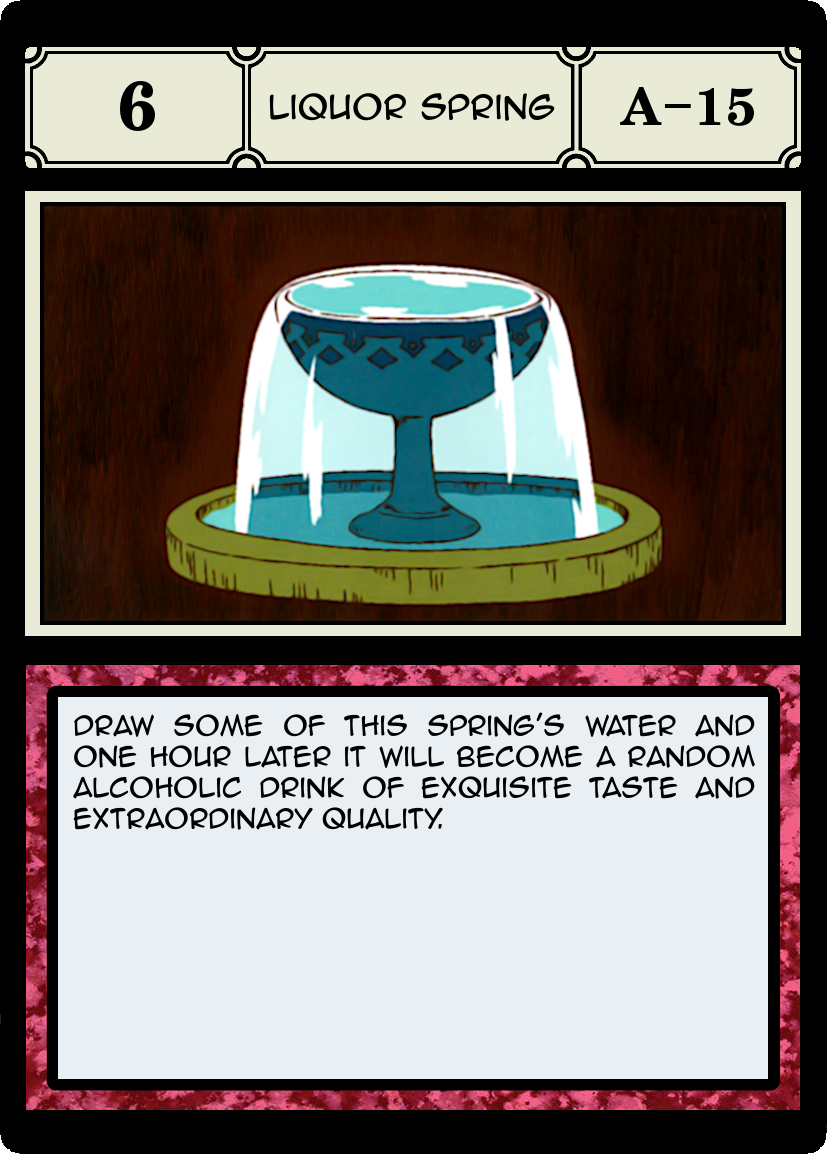 6
LIQUOR SPRING
A-15
DRAW SOME OF THIS SPRING'S WATER AND
ONE HOUR LATER IT WILL BECOME A RANDOM
ALCOHOLIC DRINK OF EXQUISITE TASTE AND
EXTRAORDINARY QUALITY.